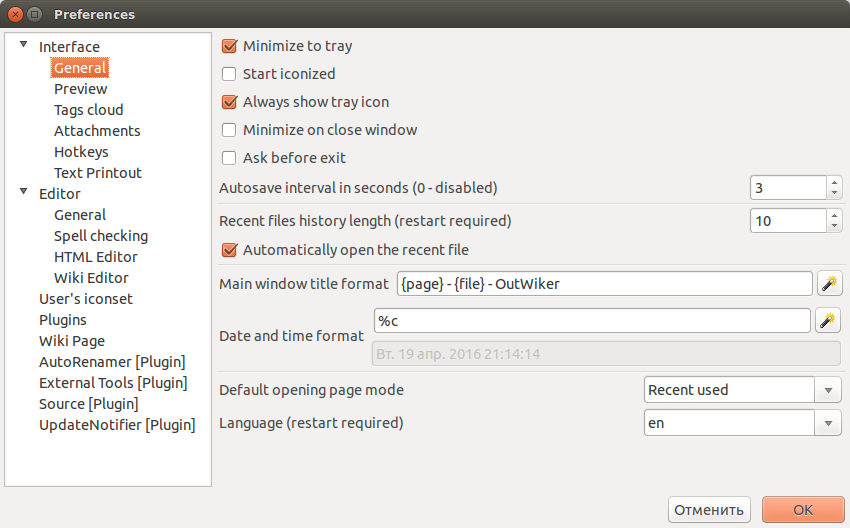 Preferences
Interface
General
Preview
Tags cloud
Attachments
Hotkeys
Text Printout
Editor
General
Spell checking
HTML Editor
Wiki Editor
User's iconset
Plugins
Wiki Page
AutoRenamer [Plugin]
External Tools [Plugin]
Source [Plugin]
UpdateNotifier [Plugin]
Minimize to tray
Start iconized
Always show tray icon
Minimize on close window
Ask before exit
Autosave interval in seconds (0 - disabled) 3
Recent files history length (restart required) 10
Automatically open the recent file
Main window title format {page} - {file} - OutWiker
%c
Date and time format
Вт. 19 апр. 2016 21:14:14
Default opening page mode Recent used
Language (restart required) en
Отменить OK